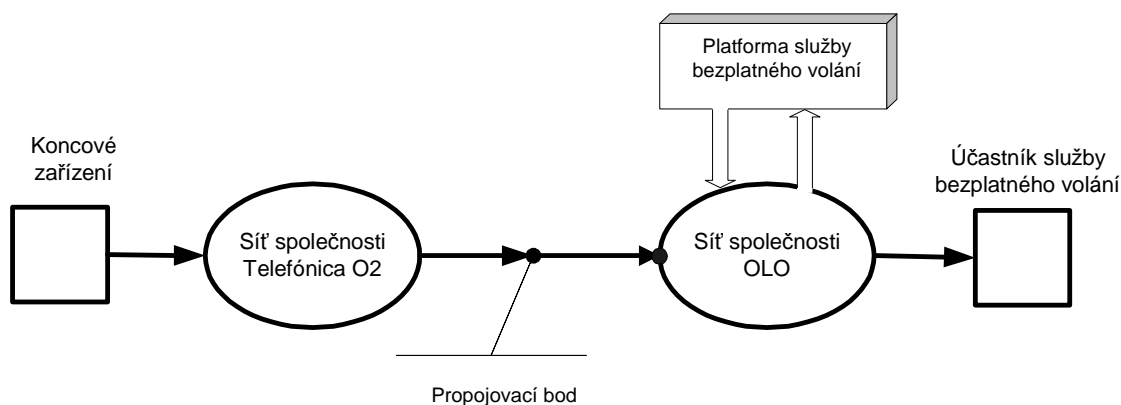 Platforma služby
bezplatného volání
Koncové
zařízení
Účastník služby
bezplatného volání
Síť společnosti
Telefónica O2
Síť společnosti
OLO
Propojovací bod